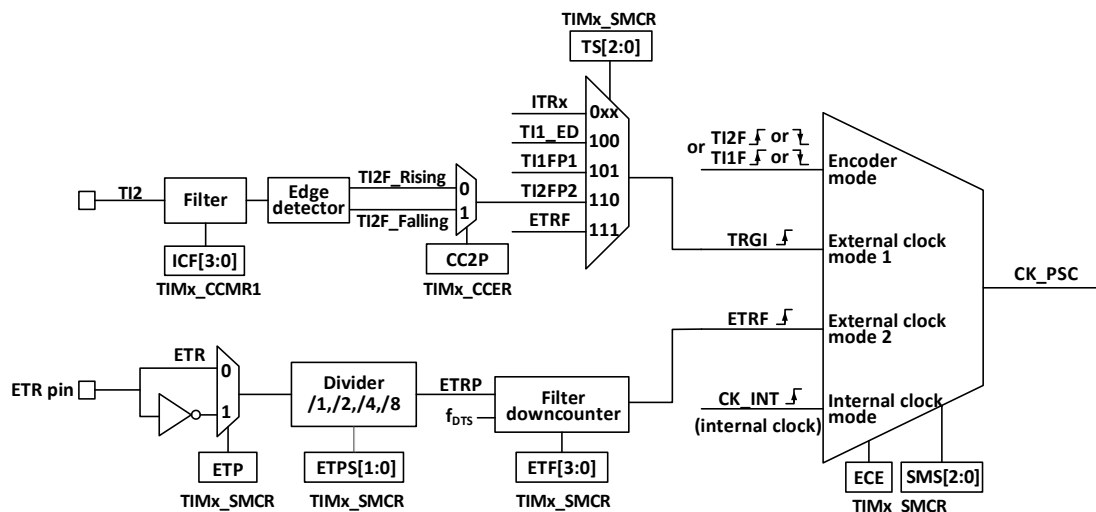 TIMx_SMCR
TS[2:0]
ITRx
0xx
TI1_ED
100
TI1FP1
101
TI2FP2
110
ETRF
111
TI2
Filter
Edge
detector
TI2F_Rising
TI2F_Falling
0
1
ICF[3:0]
TIMx_CCMR1
CC2P
TIMx_CCER
TI2F or
or TI1F or
Encoder
mode
TRGI
External clock
mode 1
CK_PSC
ETRF
External clock
mode 2
CK_INT
(internal clock)
Internal clock
mode
ECE
SMS[2:0]
TIMx_SMCR
ETR pin
ETR
0
1
Divider
/1,/2,/4,/8
ETRP
fDTS
Filter
downcounter
ETP
TIMx_SMCR
ETPS[1:0]
TIMx_SMCR
ETF[3:0]
TIMx_SMCR